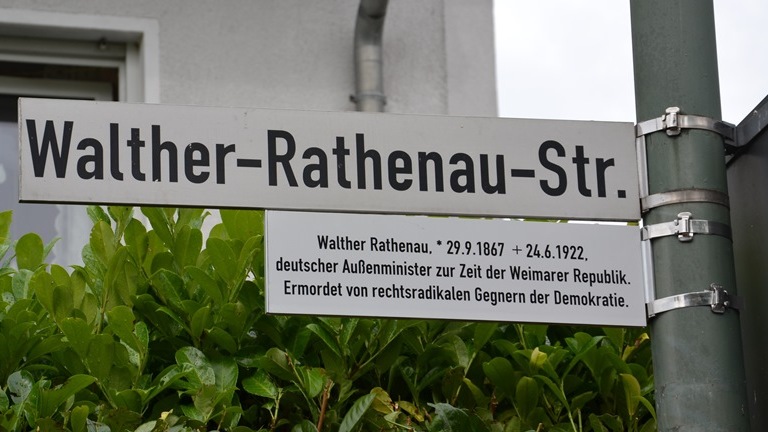 Walther-Rathenau-Str.
Walther Rathenau, * 29.9.1867 + 24.6.1922,
deutscher Außenminister zur Zeit der Weimarer Republik.
Ermordet von rechtsradikalen Gegnern der Demokratie.